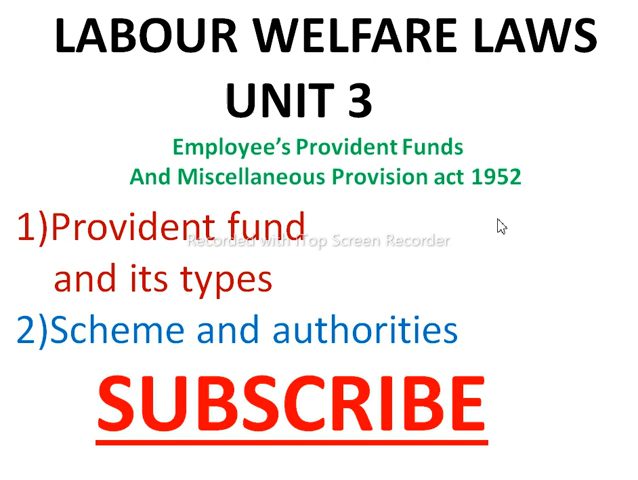 LABOUR WELFARE LAWS
UNIT 3
Employee's Provident Funds
And Miscellaneous Provision act 1952
1)Provident fund
Recorded with iTop Screen Recorder
and its types
2)Scheme and authorities
SUBSCRIBE